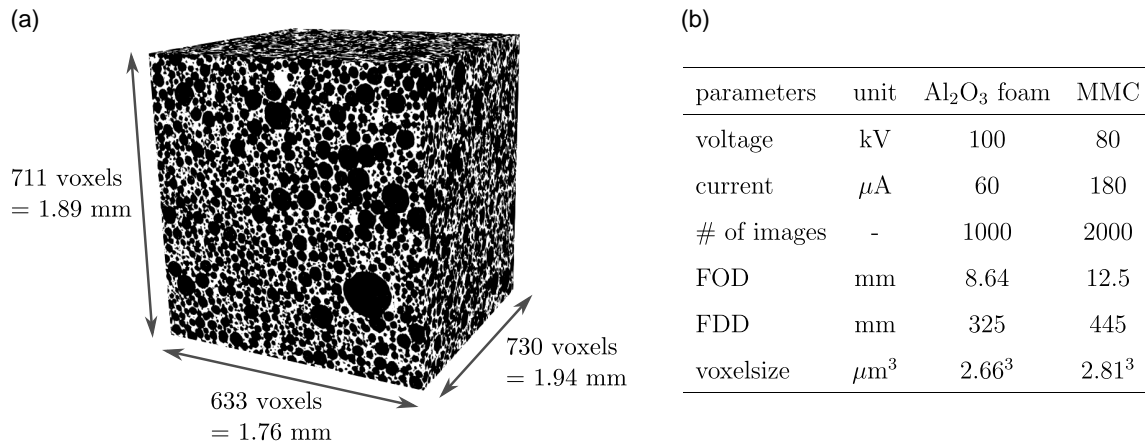 (a)
711 voxels
= 1.89 mm
633 voxels
= 1.76 mm
730 voxels
= 1.94 mm
(b)
parameters unit Al₂O₃ foam MMC
voltage kV 100 80
current μA 60 180
# of images - 1000 2000
FOD mm 8.64 12.5
FDD mm 325 445
voxelsize μm³ 2.66³ 2.81³